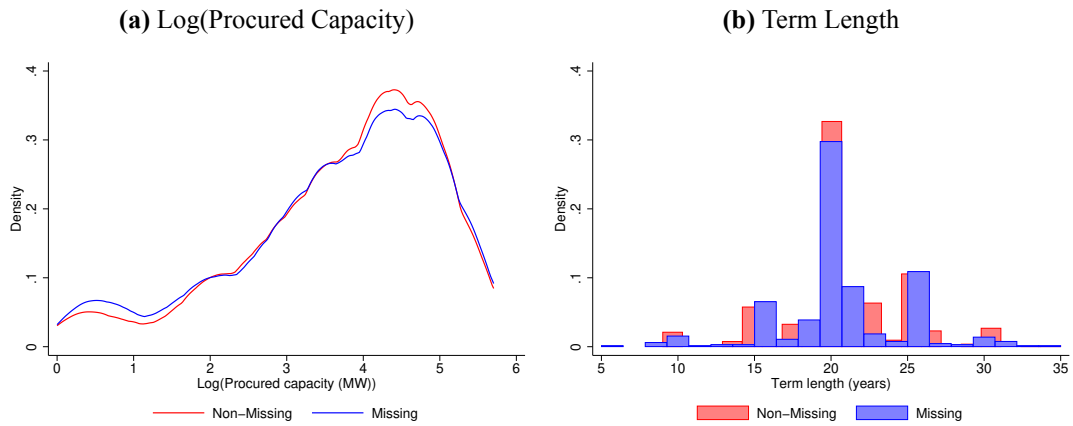 (a) Log(Procured Capacity)
.4
.3
.2
.1
0
Density
0 1 2 3 4 5 6
Log(Procured capacity (MW))
Non−Missing Missing
(b) Term Length
.4
.3
.2
.1
0
Density
5 10 15 20 25 30 35
Term length (years)
Non−Missing Missing